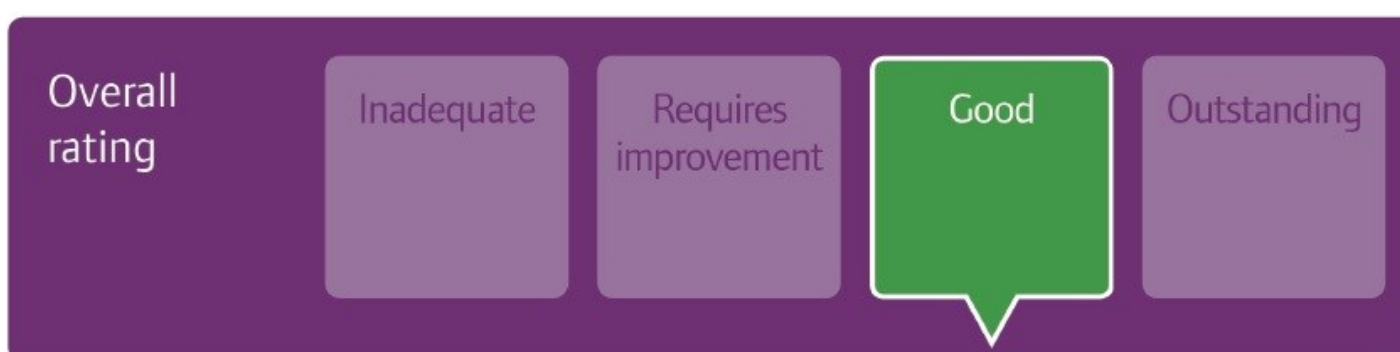 Overall
rating
Inadequate
Requires
improvement
Good
Outstanding